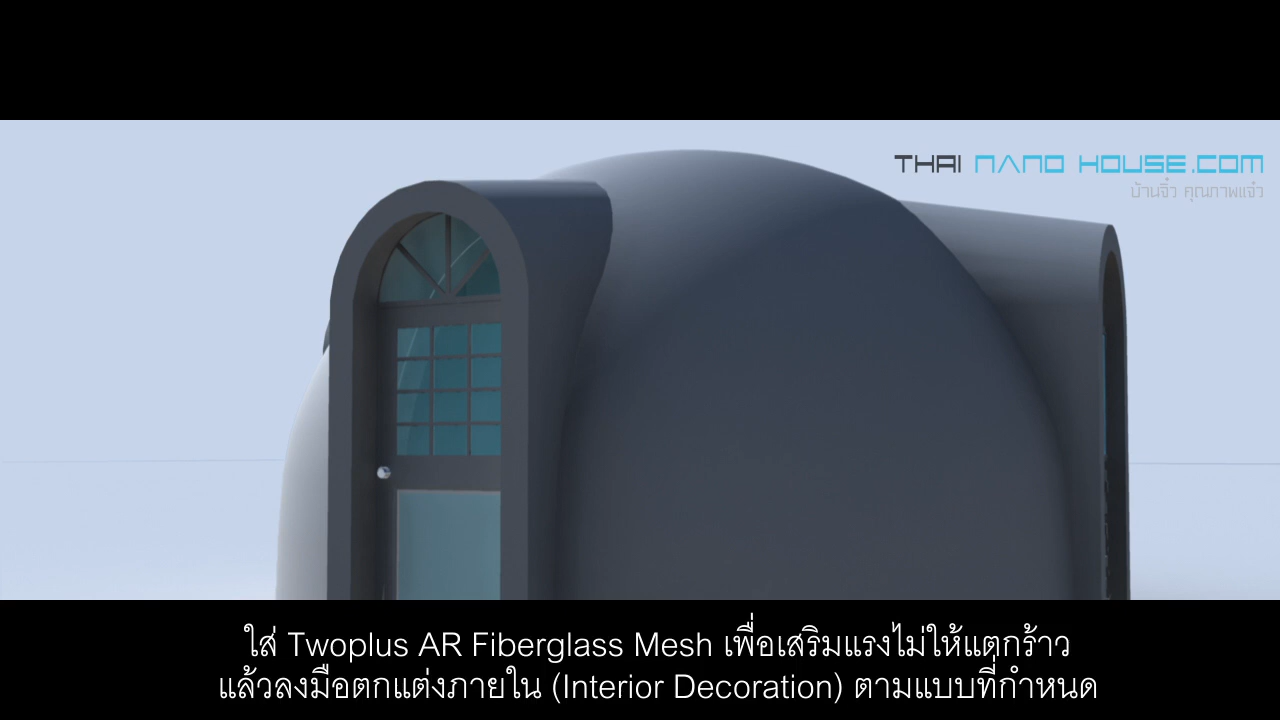 THAI NANO HOUSE.COM
บ้านจิ๋ว คุณภาพแจ๋ว
ใส่ Twoplus AR Fiberglass Mesh เพื่อเสริมแรงไม่ให้แตกร้าว
แล้วลงมือตกแต่งภายใน (Interior Decoration) ตามแบบที่กำหนด